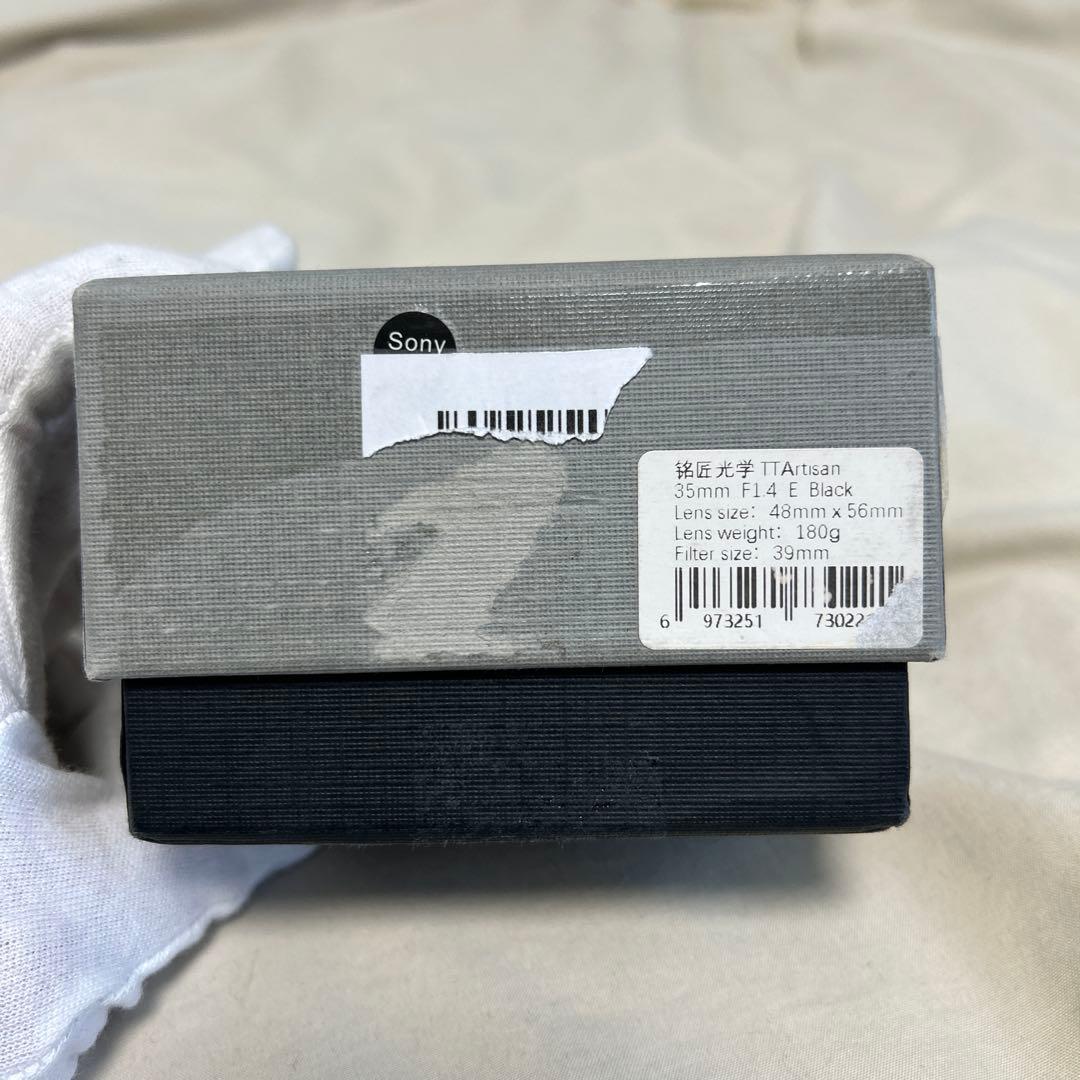 Sony
铭匠光学 TTArtisan
35mm F1.4 E Black
Lens size: 48mm x 56mm
Lens weight: 180g
Filter size: 39mm
6 973251 73022